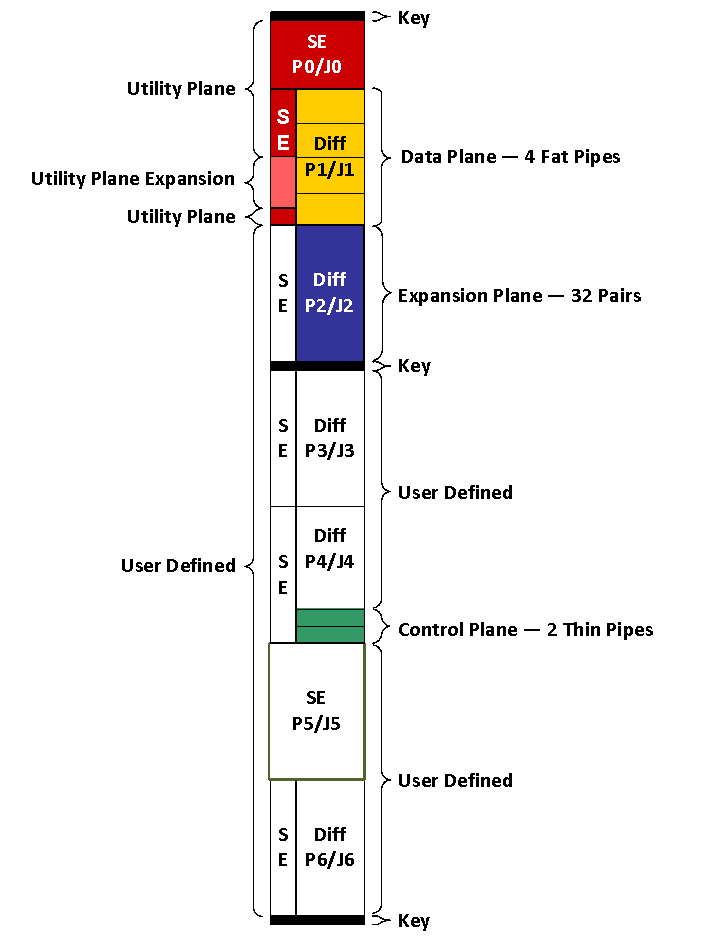 Key
SE
P0/J0
Utility Plane
S
E
Diff
P1/J1
Data Plane — 4 Fat Pipes
Utility Plane Expansion
Utility Plane
S
E
Diff
P2/J2
Expansion Plane — 32 Pairs
Key
S
E
Diff
P3/J3
User Defined
Diff
P4/J4
S
E
User Defined
Control Plane — 2 Thin Pipes
SE
P5/J5
User Defined
S
E
Diff
P6/J6
Key